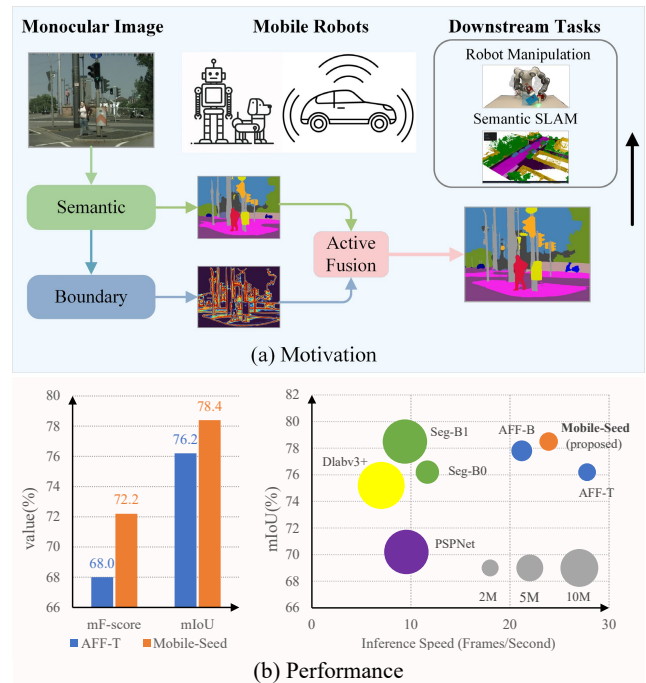 Monocular Image
Mobile Robots
Downstream Tasks
Robot Manipulation
Semantic SLAM
Semantic
Active
Fusion
Boundary
(a) Motivation
80
78
76
74
72
70
68
66
value(%)
68.0
72.2
76.2
78.4
mF-score
mIoU
AFF-T
Mobile-Seed
82
80
78
76
74
72
70
68
66
mIoU(%)
Seg-B1
AFF-B
Mobile-Seed
(proposed)
Dlabv3+
Seg-B0
AFF-T
PSPNet
2M
5M
10M
0
10
20
30
Inference Speed (Frames/Second)
(b) Performance